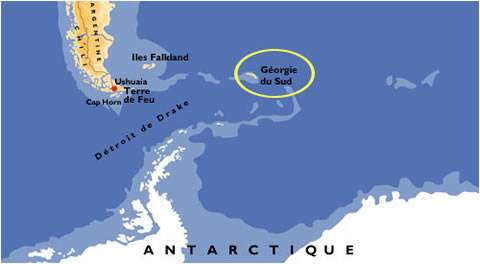 CHILI
ARGENTINE
Iles Falkland
Géorgie
du Sud
Ushuaia
Terre
de Feu
Cap Horn
Détroit de Drake
ANTARCTIQUE